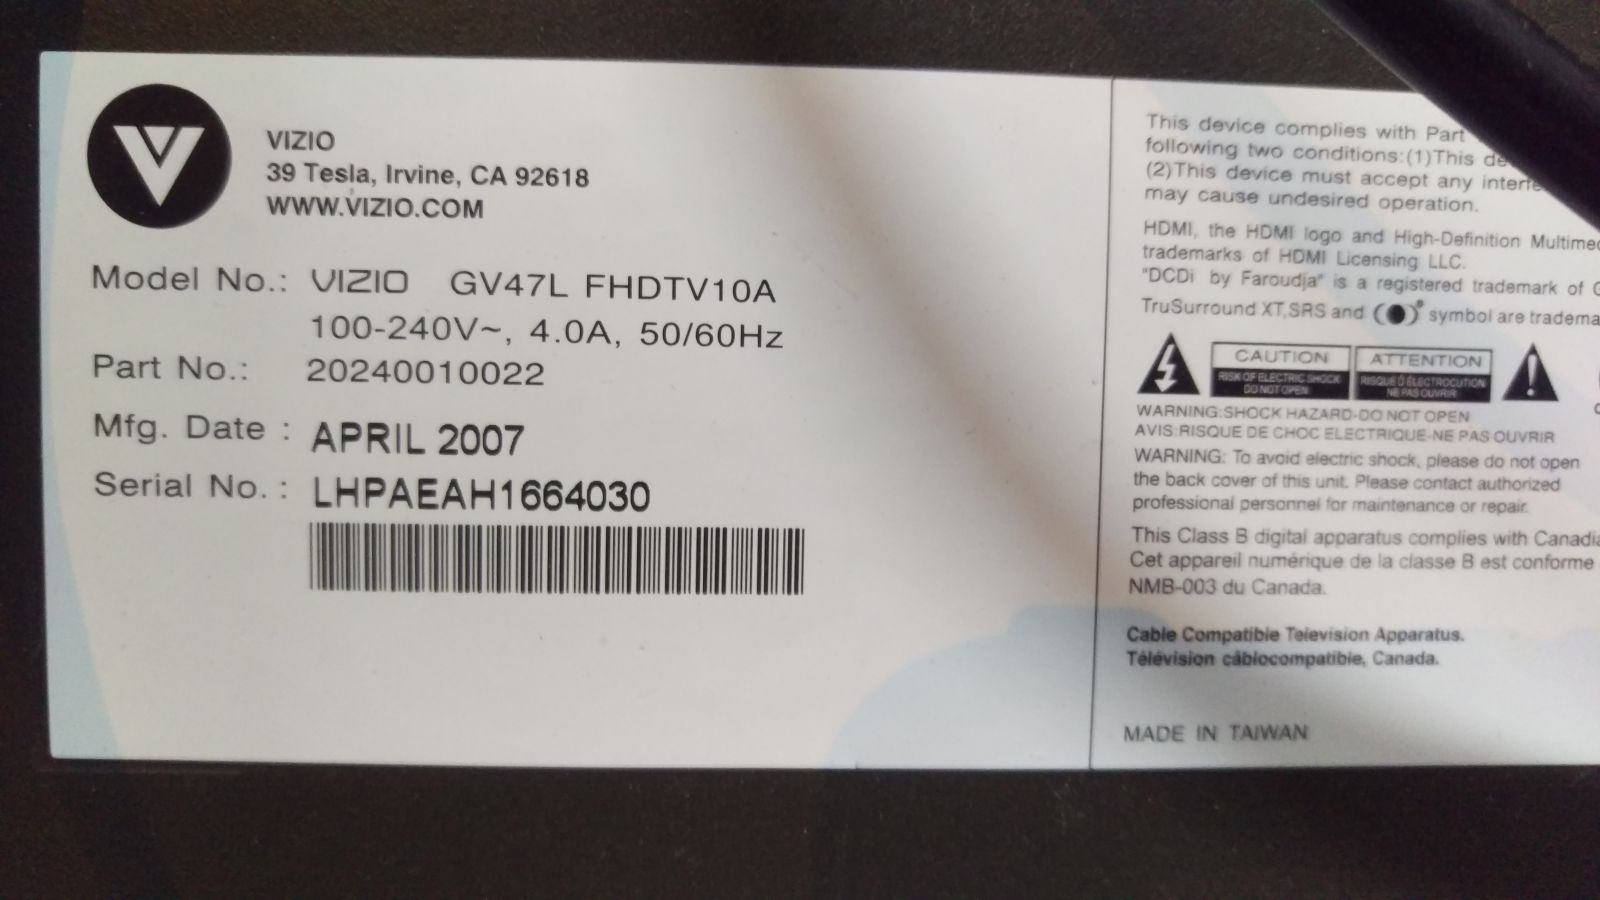 VIZIO
39 Tesla, Irvine, CA 92618
WWW.VIZIO.COM
Model No.: VIZIO GV47L FHDTV10A
100-240V~, 4.0A, 50/60Hz
Part No.: 20240010022
Mfg. Date : APRIL 2007
Serial No. : LHPAEAH1664030
This device complies with Part
following two conditions:(1)This
(2)This device must accept any
may cause undesired operation.
HDMI, the HDMI logo and High-Definition
trademarks of HDMI Licensing LLC.
"DCDi by Faroudja" is a registered trademark of
TruSurround XT,SRS and symbol are
CAUTION
RISK OF ELECTRIC SHOCK
DO NOT OPEN
ATTENTION
RISQUE D'ÉLECTROCUTION
NE PAS OUVRIR
WARNING:SHOCK HAZARD-DO NOT OPEN
AVIS:RISQUE DE CHOC ELECTRIQUE-NE PAS OUVRIR
WARNING: To avoid electric shock, please do not open
the back cover of this unit. Please contact authorized
professional personnel for maintenance or repair.
This Class B digital apparatus complies with
Cet appareil numérique de la classe B est conforme
NMB-003 du Canada.
Cable Compatible Television Apparatus.
Télévision câblocompatible, Canada.
MADE IN TAIWAN